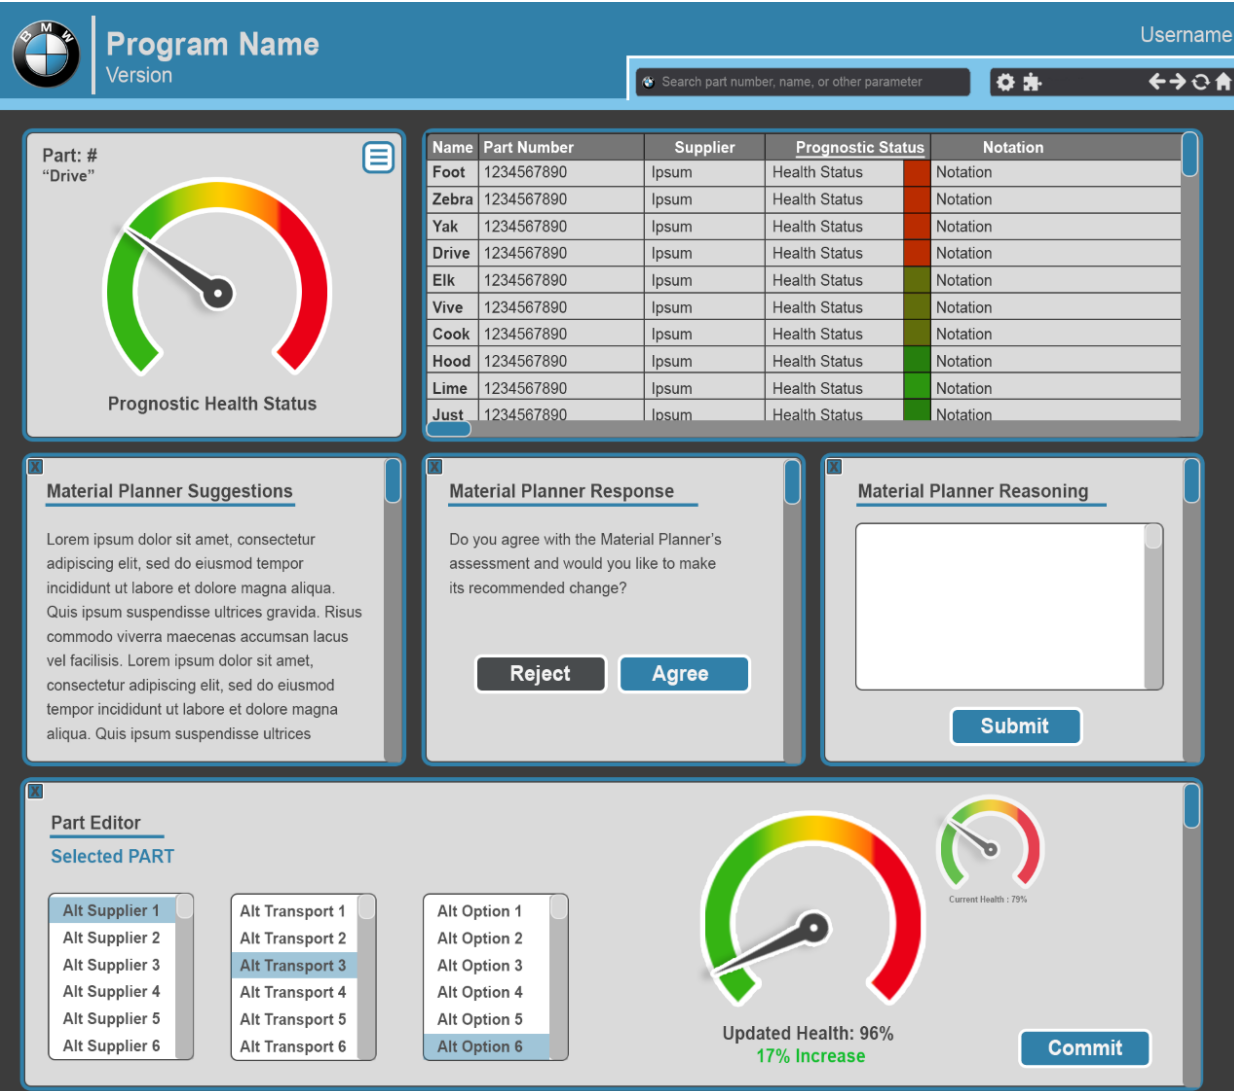 BMW
Program Name
Version
Username
Search part number, name, or other parameter
Part: #
“Drive”
Prognostic Health Status
Name Part Number Supplier Prognostic Status Notation
Foot 1234567890 Ipsum Health Status Notation
Zebra 1234567890 Ipsum Health Status Notation
Yak 1234567890 Ipsum Health Status Notation
Drive 1234567890 Ipsum Health Status Notation
Elk 1234567890 Ipsum Health Status Notation
Vive 1234567890 Ipsum Health Status Notation
Cook 1234567890 Ipsum Health Status Notation
Hood 1234567890 Ipsum Health Status Notation
Lime 1234567890 Ipsum Health Status Notation
Just 1234567890 Ipsum Health Status Notation
X
Material Planner Suggestions
Lorem ipsum dolor sit amet, consectetur
adipiscing elit, sed do eiusmod tempor
incididunt ut labore et dolore magna aliqua.
Quis ipsum suspendisse ultrices gravida. Risus
commodo viverra maecenas accumsan lacus
vel facilisis. Lorem ipsum dolor sit amet,
consectetur adipiscing elit, sed do eiusmod
tempor incididunt ut labore et dolore magna
aliqua. Quis ipsum suspendisse ultrices
X
Material Planner Response
Do you agree with the Material Planner’s
assessment and would you like to make
its recommended change?
Reject Agree
X
Material Planner Reasoning
Submit
X
Part Editor
Selected PART
Alt Supplier 1
Alt Supplier 2
Alt Supplier 3
Alt Supplier 4
Alt Supplier 5
Alt Supplier 6
Alt Transport 1
Alt Transport 2
Alt Transport 3
Alt Transport 4
Alt Transport 5
Alt Transport 6
Alt Option 1
Alt Option 2
Alt Option 3
Alt Option 4
Alt Option 5
Alt Option 6
Updated Health: 96%
17% Increase
Current Health : 79%
Commit